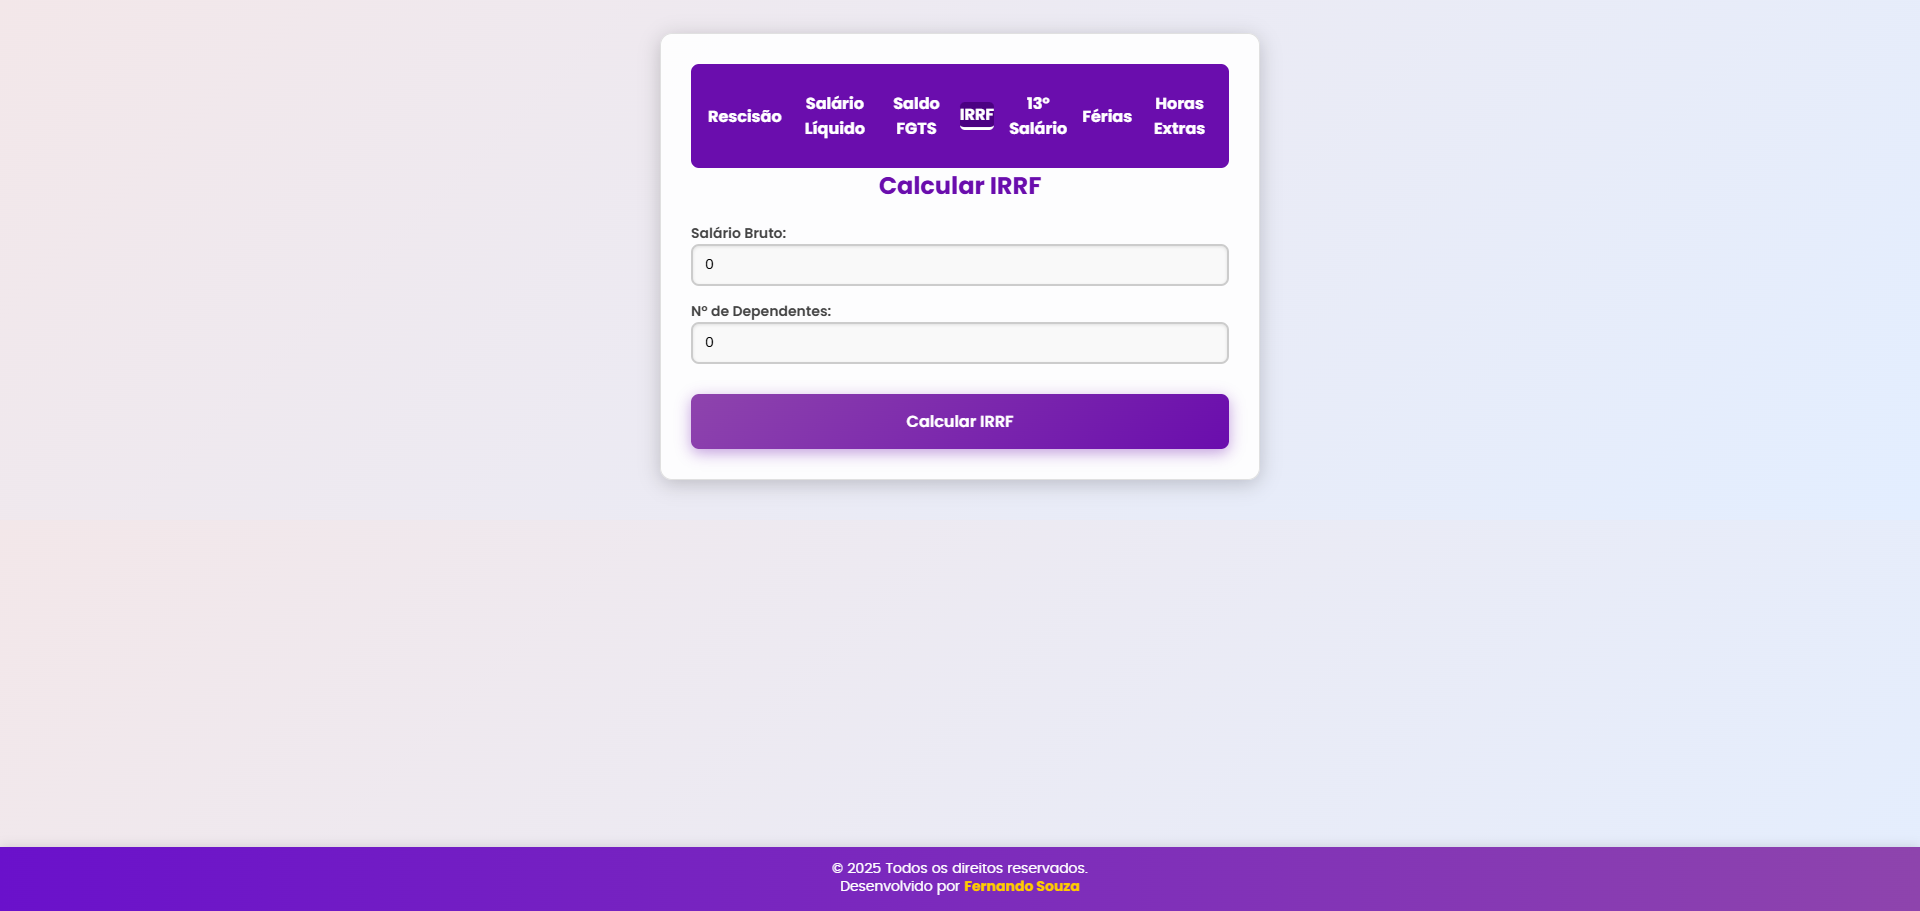 Rescisão
Salário
Líquido
Saldo
FGTS
IRRF
13º
Salário
Férias
Horas
Extras
Calcular IRRF
Salário Bruto:
0
Nº de Dependentes:
0
Calcular IRRF
© 2025 Todos os direitos reservados.
Desenvolvido por Fernando Souza